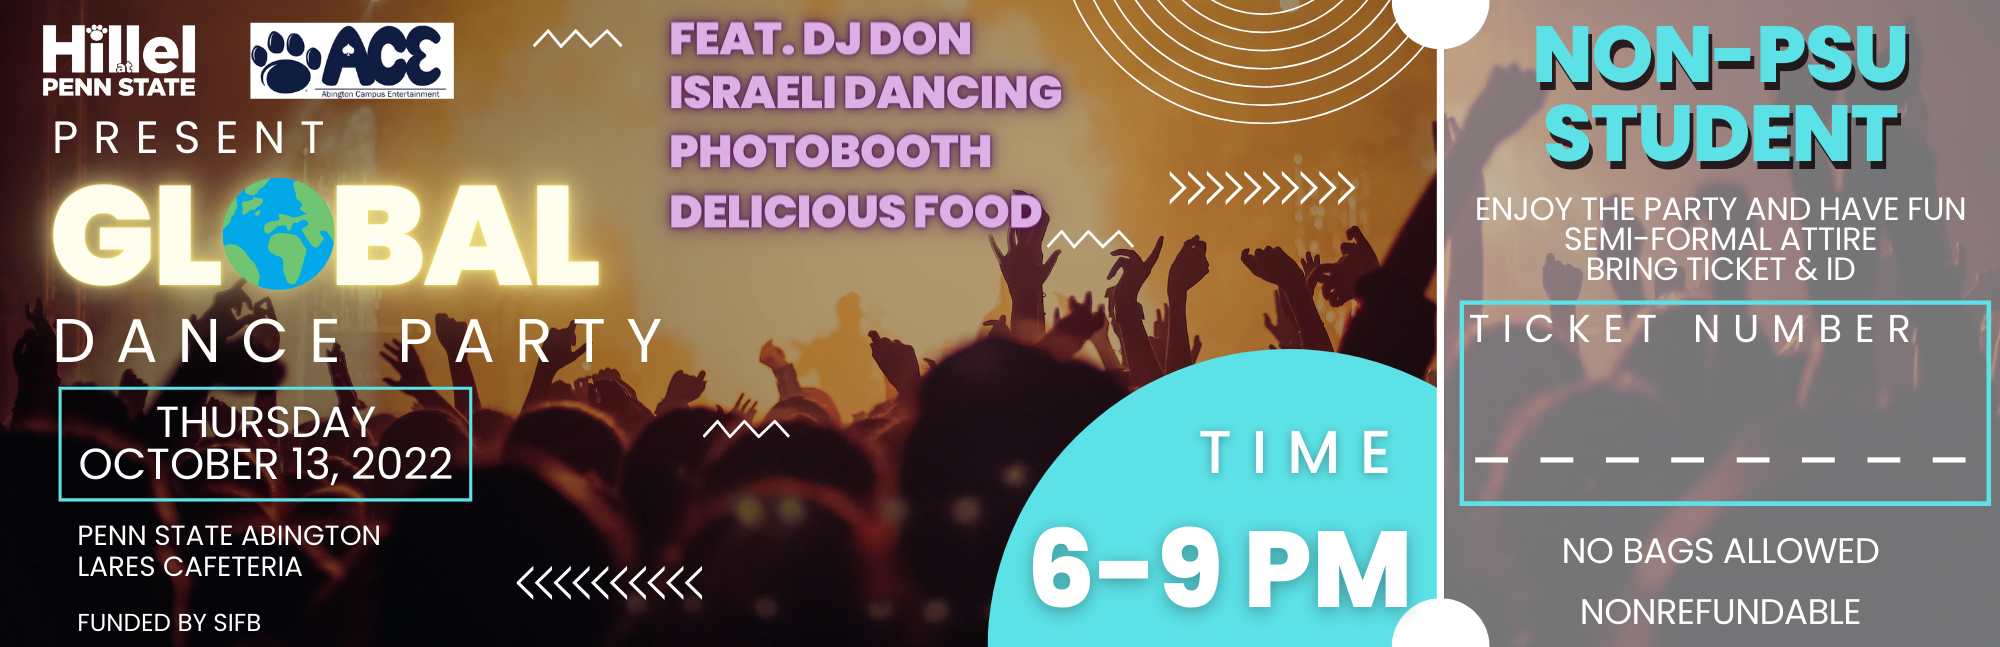 Hillel
at
PENN STATE
ACE
Abington Campus Entertainment
PRESENT
GLOBAL
DANCE PARTY
THURSDAY
OCTOBER 13, 2022
PENN STATE ABINGTON
LARES CAFETERIA
FUNDED BY SIFB
FEAT. DJ DON
ISRAELI DANCING
PHOTOBOOTH
DELICIOUS FOOD
TIME
6-9 PM
NON-PSU
STUDENT
ENJOY THE PARTY AND HAVE FUN
SEMI-FORMAL ATTIRE
BRING TICKET & ID
TICKET NUMBER
_ _ _ _ _ _ _ _
NO BAGS ALLOWED
NONREFUNDABLE